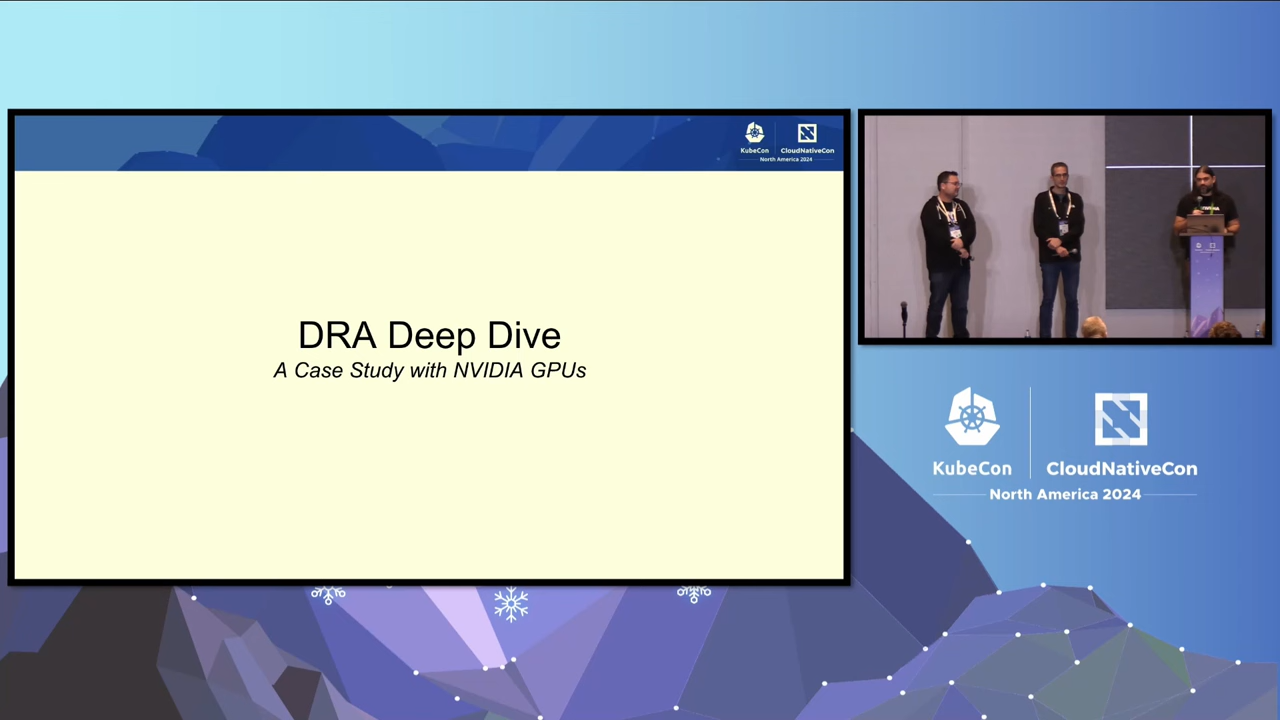 KubeCon
CloudNativeCon
North America 2024
DRA Deep Dive
A Case Study with NVIDIA GPUs
KubeCon
CloudNativeCon
North America 2024